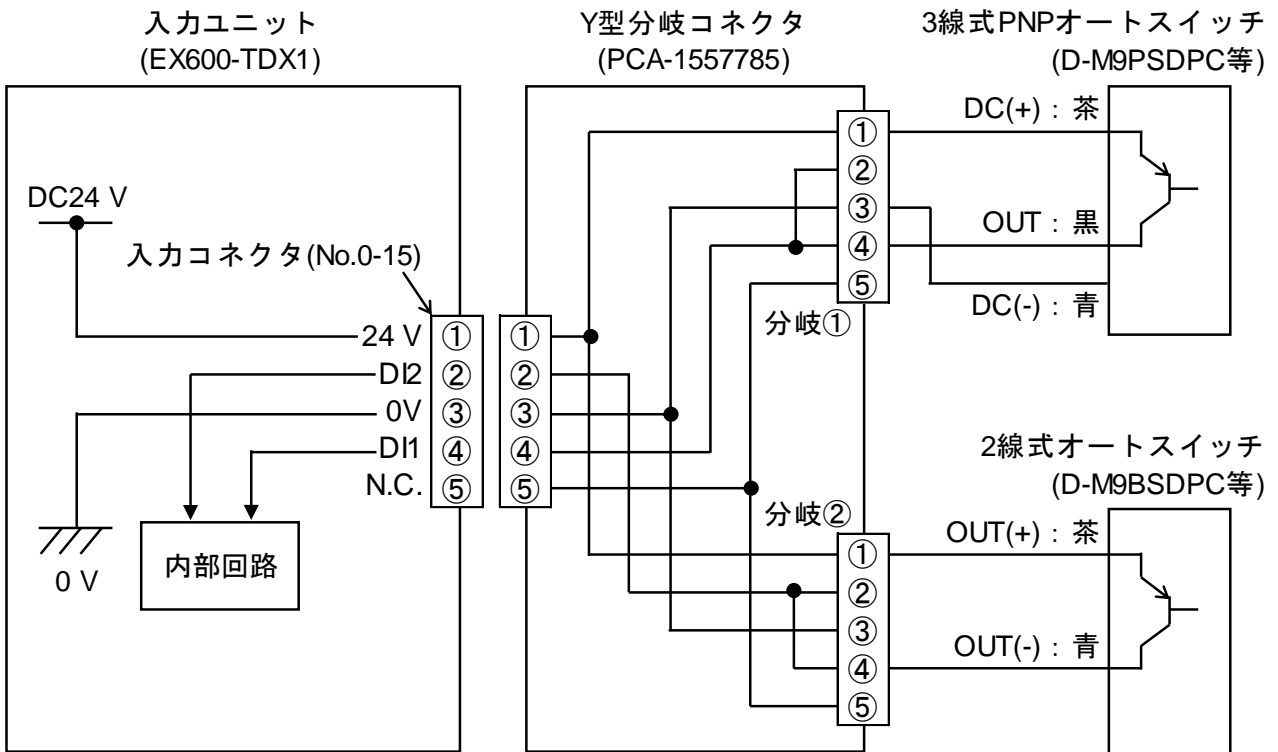 入力ユニット
(EX600-TDX1)
Y型分岐コネクタ
(PCA-1557785)
3線式PNPオートスイッチ
(D-M9PSDPC等)
DC24 V
入力コネクタ(No.0-15)
24 V ①
DI2 ②
0V ③
DI1 ④
N.C. ⑤
内部回路
0 V
①
②
③
④
⑤
①
②
③
④
⑤
分岐①
DC(+)：茶
OUT：黒
DC(-)：青
2線式オートスイッチ
(D-M9BSDPC等)
分岐②
①
②
③
④
⑤
OUT(+)：茶
OUT(-)：青